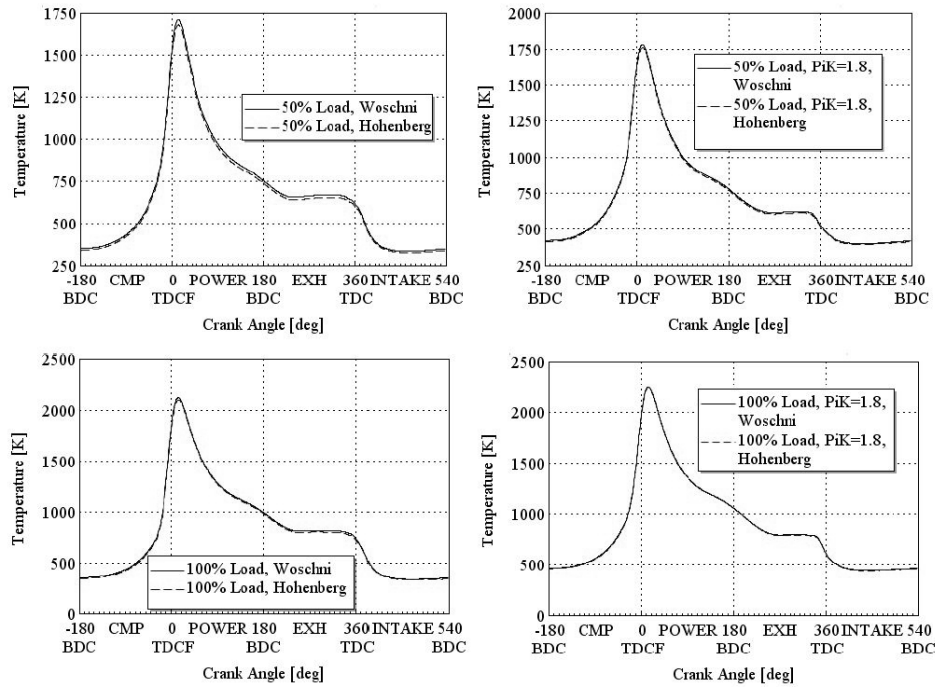 1750
1500
1250
1000
750
500
250
Temperature [K]
50% Load, Woschni
50% Load, Hohenberg
-180 CMP 0 POWER 180 EXH 360 INTAKE 540
BDC TDCF BDC TDC BDC
Crank Angle [deg]
2000
1750
1500
1250
1000
750
500
250
Temperature [K]
50% Load, PiK=1.8,
Woschni
50% Load, PiK=1.8,
Hohenberg
-180 CMP 0 POWER 180 EXH 360 INTAKE 540
BDC TDCF BDC TDC BDC
Crank Angle [deg]
2500
2000
1500
1000
500
0
Temperature [K]
100% Load, Woschni
100% Load, Hohenberg
-180 CMP 0 POWER 180 EXH 360 INTAKE 540
BDC TDCF BDC TDC BDC
Crank Angle [deg]
2500
2000
1500
1000
500
0
Temperature [K]
100% Load, PiK=1.8,
Woschni
100% Load, PiK=1.8,
Hohenberg
-180 CMP 0 POWER 180 EXH 360 INTAKE 540
BDC TDCF BDC TDC BDC
Crank Angle [deg]